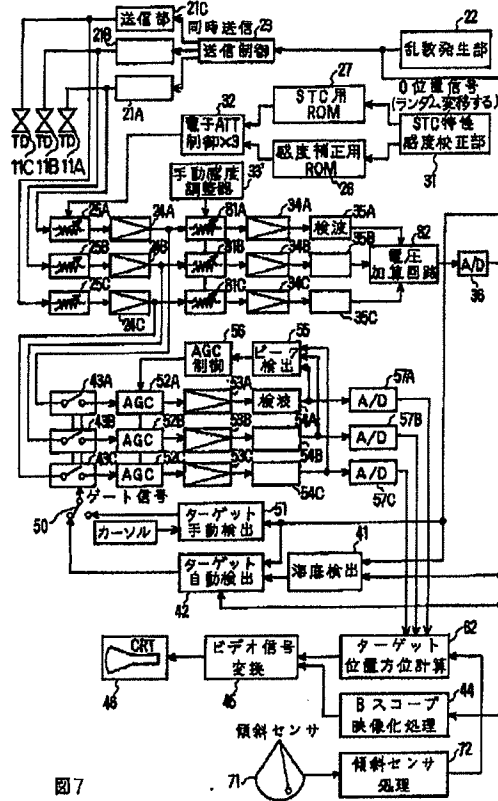 21C
送信部
同時送信
23
21B
送信制御
22
乱数発生部
21A
27
0位置信号
(ランダム変移する)
STC用
ROM
32
電子ATT
制御×3
TD
TD
TD
11C
11B
11A
STC特性
感度校正部
31
感度補正用
ROM
28
手動感度
調整器
33
25A
24A
81A
34A
35A
検波
82
25B
24B
81B
34B
35B
電圧
加算回路
A/D
36
25C
24C
81C
34C
35C
56
55
AGC
制御
ピーク
検出
43A
52A
53A
57A
AGC
検波
A/D
54A
43B
52B
53B
57B
AGC
A/D
54B
43C
52C
53C
57C
AGC
A/D
54C
ゲート信号
50
51
カーソル
ターゲット
手動検出
41
ターゲット
自動検出
海底検出
42
62
CRT
ビデオ信号
変換
ターゲット
位置方位計算
46
45
44
Bスコープ
映像化処理
傾斜センサ
72
71
傾斜センサ
処理
図7